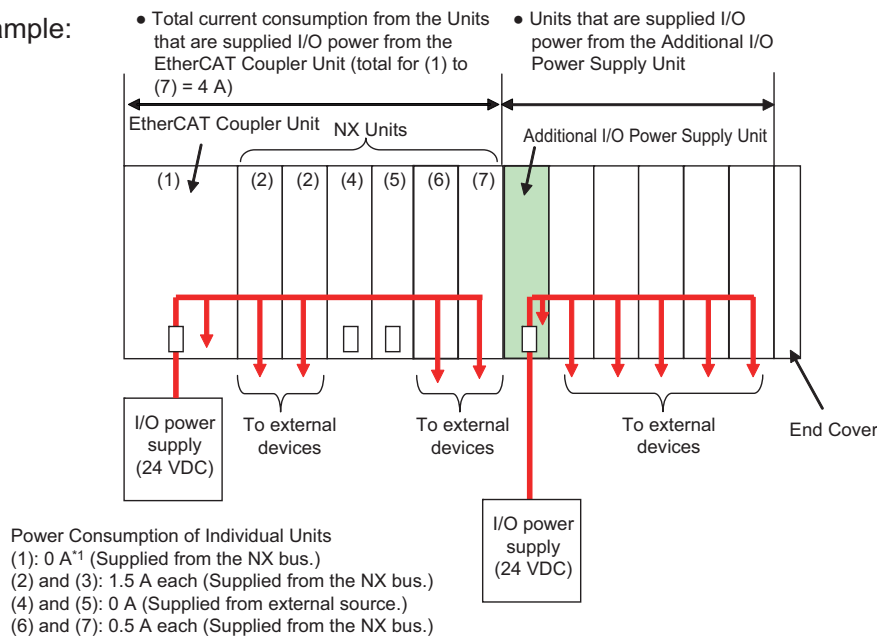 ample:
● Total current consumption from the Units
that are supplied I/O power from the
EtherCAT Coupler Unit (total for (1) to
(7) = 4 A)
● Units that are supplied I/O
power from the Additional I/O
Power Supply Unit
EtherCAT Coupler Unit
NX Units
Additional I/O Power Supply Unit
(1) (2) (2) (4) (5) (6) (7)
I/O power
supply
(24 VDC)
To external
devices
To external
devices
To external
devices
End Cover
I/O power
supply
(24 VDC)
Power Consumption of Individual Units
(1): 0 A*1 (Supplied from the NX bus.)
(2) and (3): 1.5 A each (Supplied from the NX bus.)
(4) and (5): 0 A (Supplied from external source.)
(6) and (7): 0.5 A each (Supplied from the NX bus.)